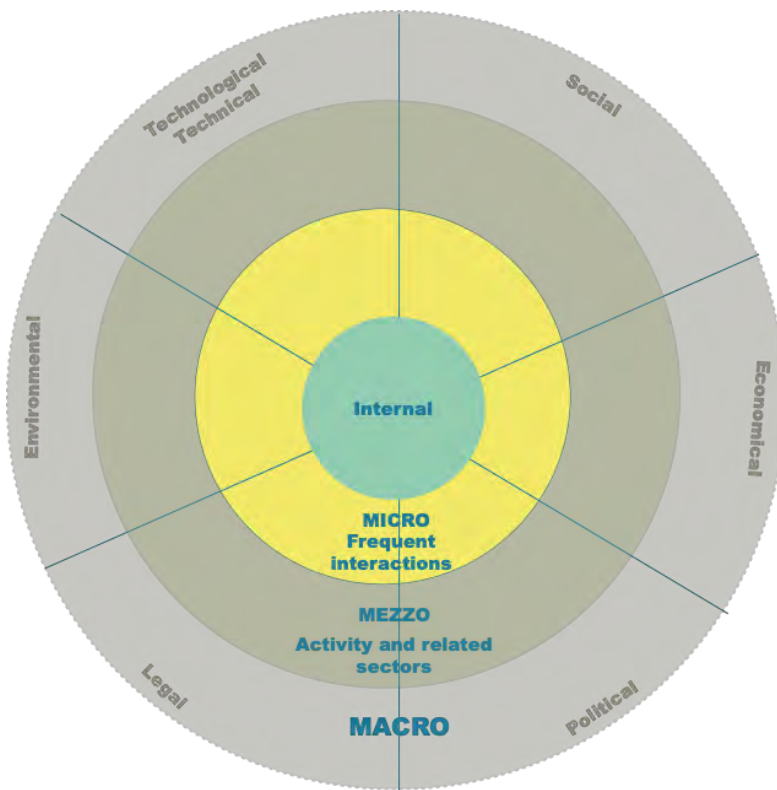 Technological
Technical
Social
Environmental
Economical
Internal
MICRO
Frequent
interactions
MEZZO
Activity and related
sectors
Legal
Political
MACRO